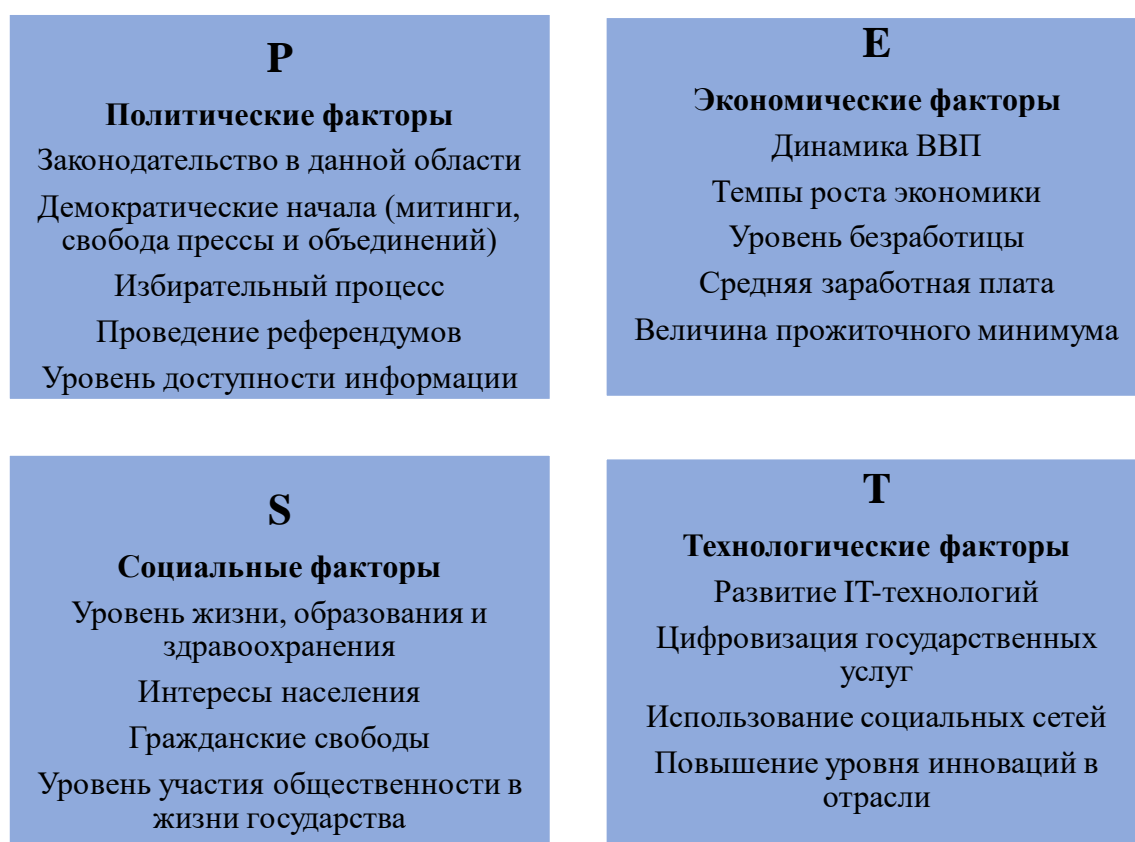 P
Политические факторы
Законодательство в данной области
Демократические начала (митинги,
свобода прессы и объединений)
Избирательный процесс
Проведение референдумов
Уровень доступности информации
E
Экономические факторы
Динамика ВВП
Темпы роста экономики
Уровень безработицы
Средняя заработная плата
Величина прожиточного минимума
S
Социальные факторы
Уровень жизни, образования и
здравоохранения
Интересы населения
Гражданские свободы
Уровень участия общественности в
жизни государства
T
Технологические факторы
Развитие IT-технологий
Цифровизация государственных
услуг
Использование социальных сетей
Повышение уровня инноваций в
отрасли